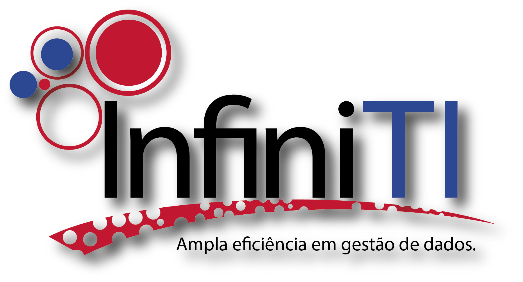 InfiniTI
Ampla eficiência em gestão de dados.